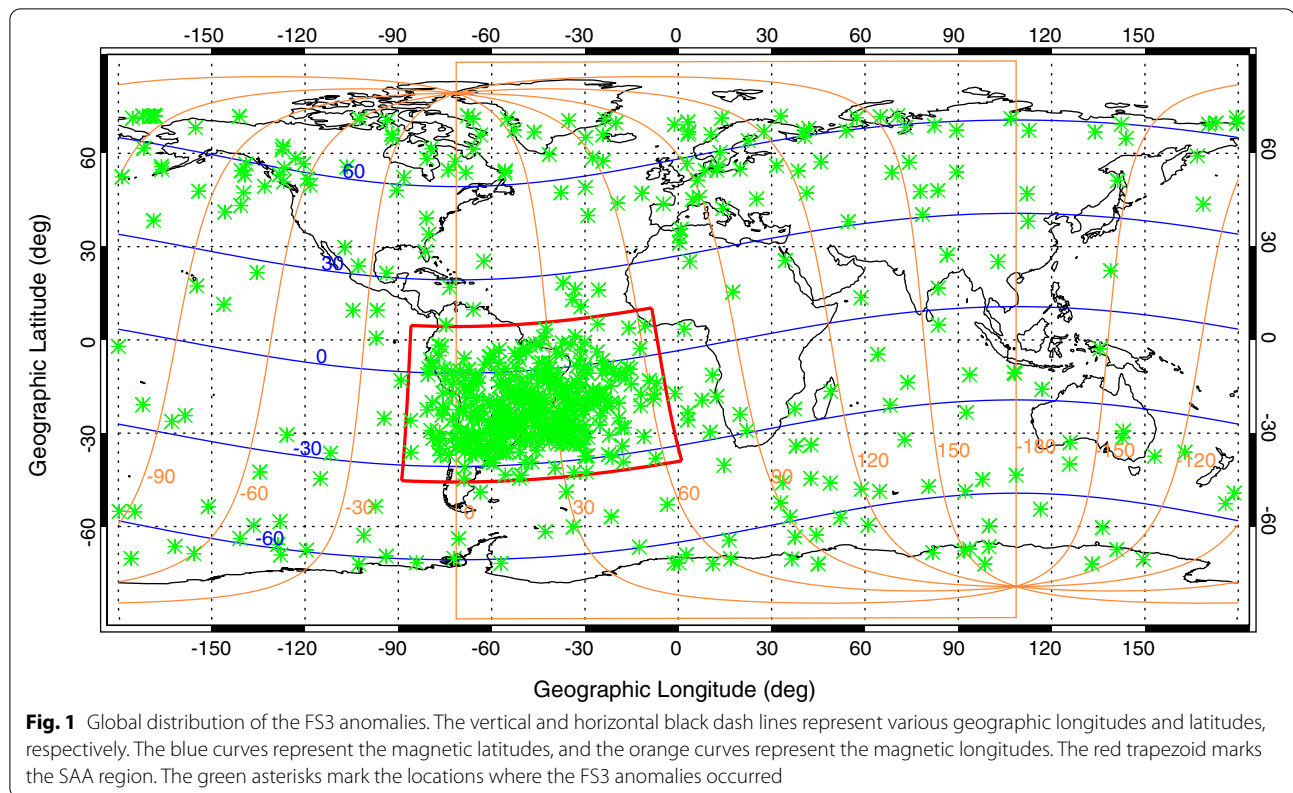 -150 -120 -90 -60 -30 0 30 60 90 120 150
60 60 60
30 30 30
0 0 0
-30 -30 -30
-90 -60 -30 0 30 60 90 120 150 -180 -150 -120
-60 -60 -60
-150 -120 -90 -60 -30 0 30 60 90 120 150
Geographic Latitude (deg)
Geographic Longitude (deg)
Fig. 1 Global distribution of the FS3 anomalies. The vertical and horizontal black dash lines represent various geographic longitudes and latitudes,
respectively. The blue curves represent the magnetic latitudes, and the orange curves represent the magnetic longitudes. The red trapezoid marks
the SAA region. The green asterisks mark the locations where the FS3 anomalies occurred